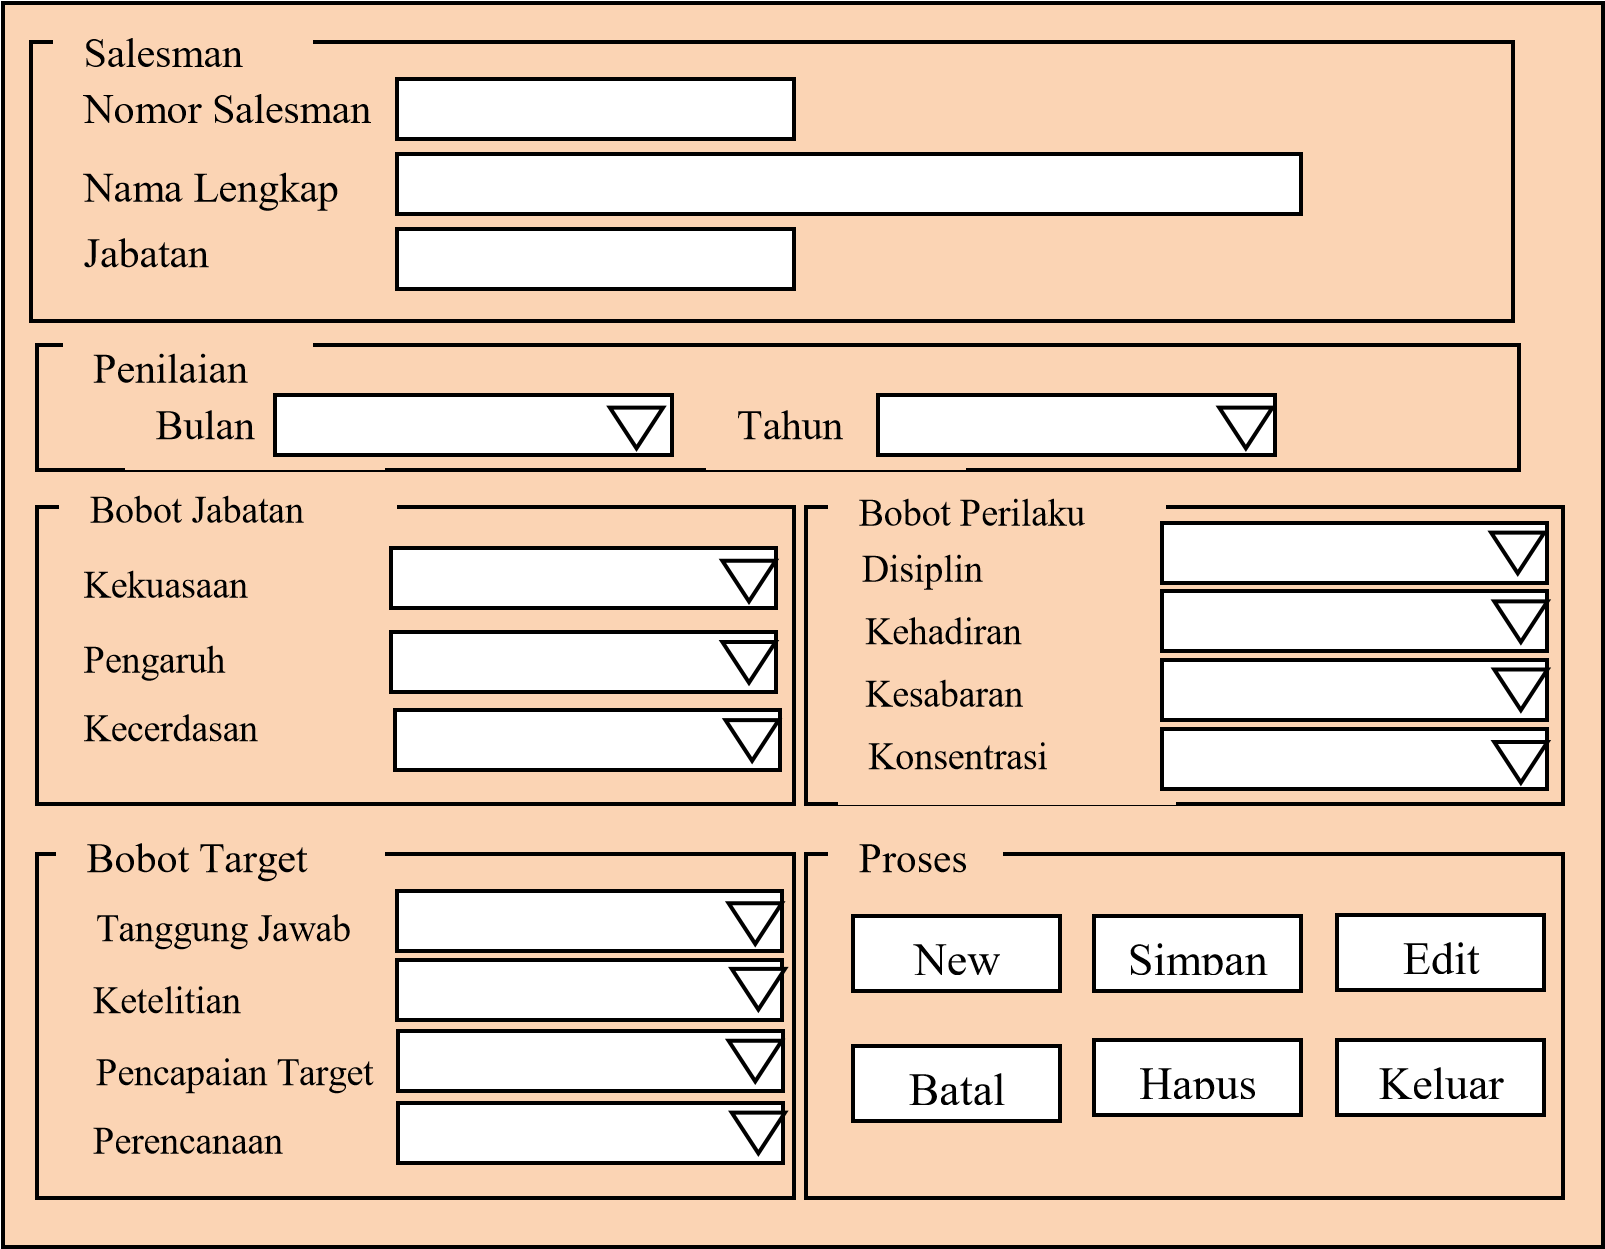 Salesman
Nomor Salesman
Nama Lengkap
Jabatan
Penilaian
Bulan
Tahun
Bobot Jabatan
Kekuasaan
Pengaruh
Kecerdasan
Bobot Perilaku
Disiplin
Kehadiran
Kesabaran
Konsentrasi
Bobot Target
Tanggung Jawab
Ketelitian
Pencapaian Target
Perencanaan
Proses
New
Simpan
Edit
Batal
Hapus
Keluar